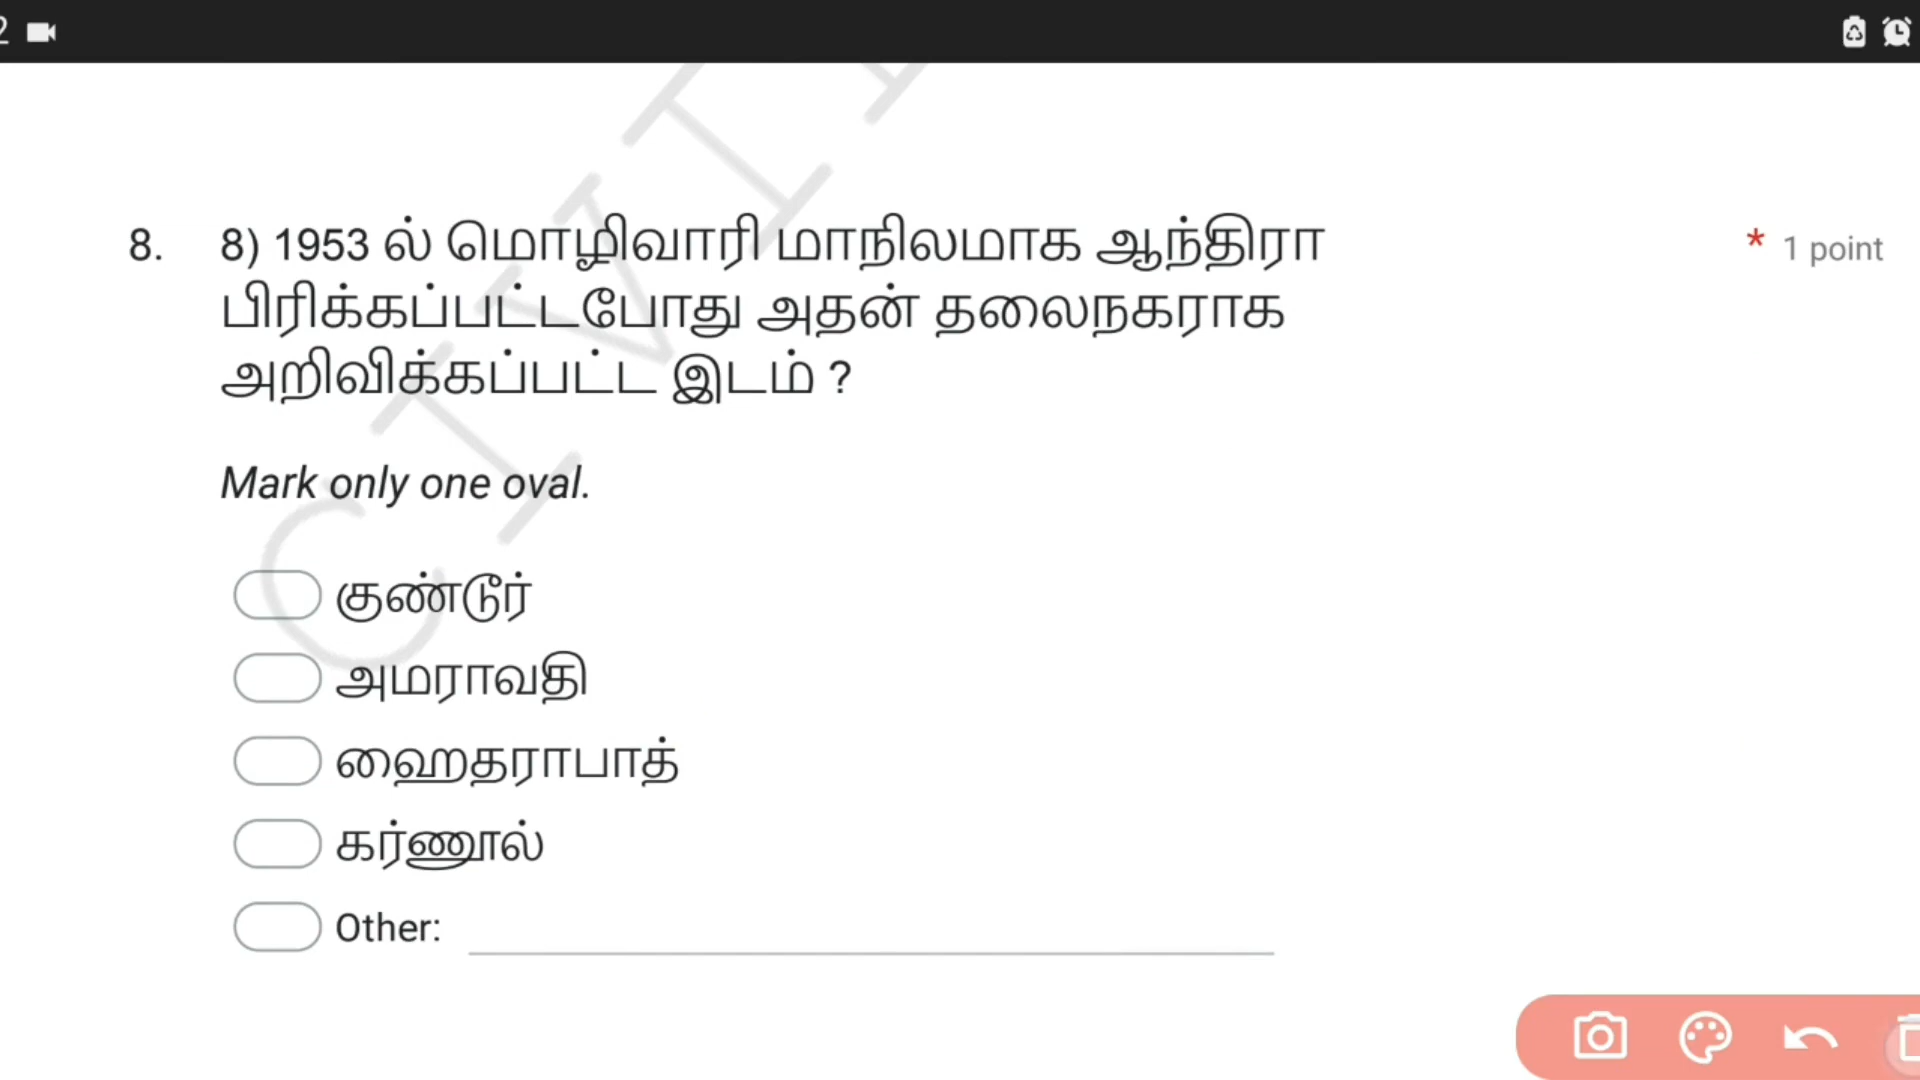 8. 8) 1953 ல் மொழிவாரி மாநிலமாக ஆந்திரா * 1 point
பிரிக்கப்பட்டபோது அதன் தலைநகராக
அறிவிக்கப்பட்ட இடம் ?
Mark only one oval.
குண்டூர்
அமராவதி
ஹைதராபாத்
கர்ணூல்
Other: